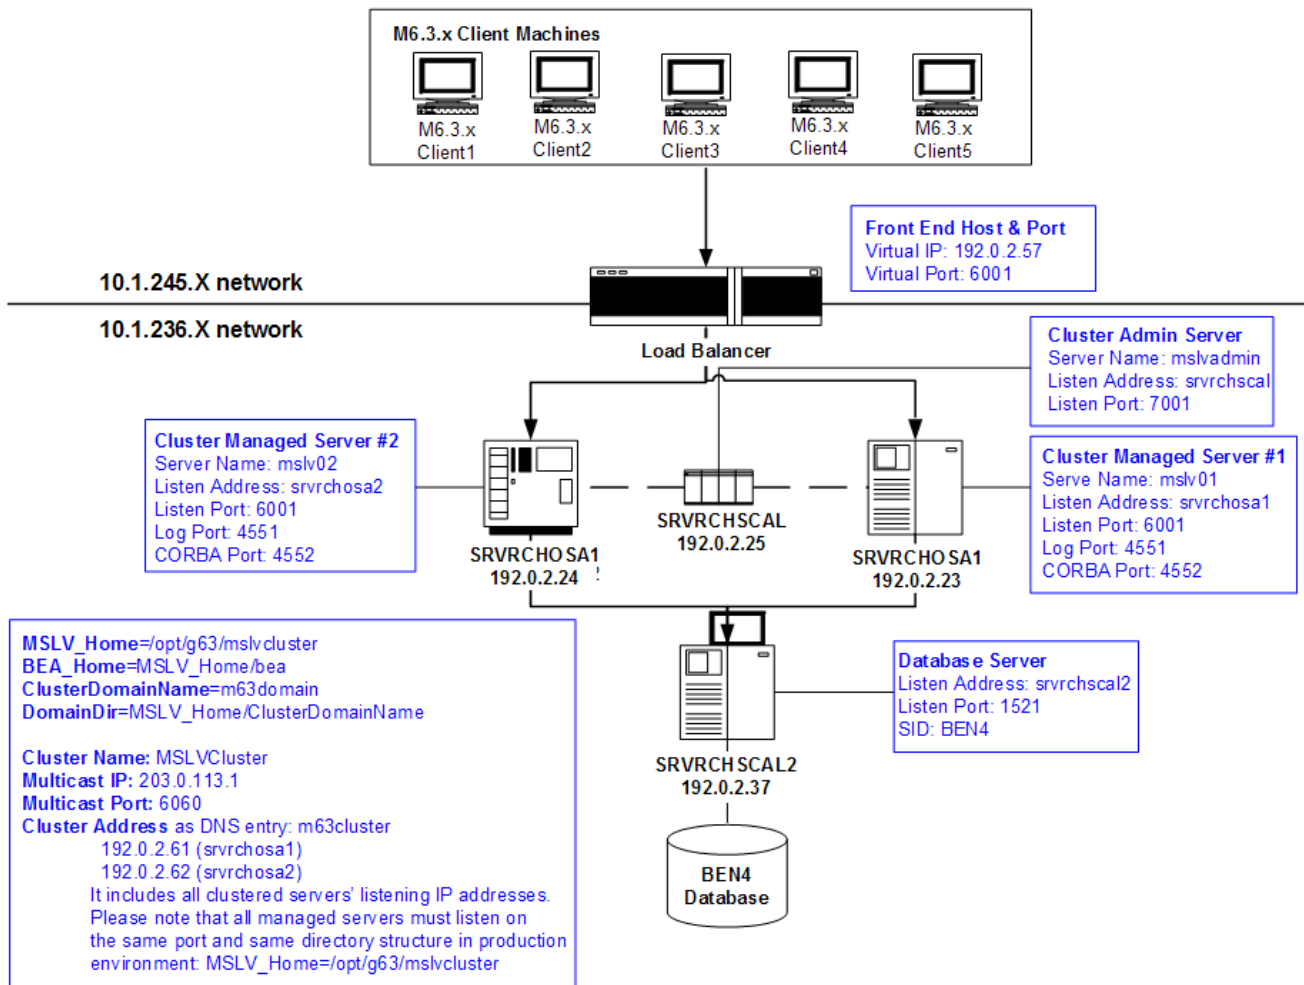 M6.3.x Client Machines
M6.3.x
Client1
M6.3.x
Client2
M6.3.x
Client3
M6.3.x
Client4
M6.3.x
Client5
Front End Host & Port
Virtual IP: 192.0.2.57
Virtual Port: 6001
10.1.245.X network
10.1.236.X network
Load Balancer
Cluster Admin Server
Server Name: mslvadmin
Listen Address: srvrchscal
Listen Port: 7001
Cluster Managed Server #2
Server Name: mslv02
Listen Address: srvrchosa2
Listen Port: 6001
Log Port: 4551
CORBA Port: 4552
Cluster Managed Server #1
Serve Name: mslv01
Listen Address: srvrchosa1
Listen Port: 6001
Log Port: 4551
CORBA Port: 4552
SRVRCHOSA1
192.0.2.24
SRVRCHSCAL
192.0.2.25
SRVRCHOSA1
192.0.2.23
MSLV_Home=/opt/g63/mslvcluster
BEA_Home=MSLV_Home/bea
ClusterDomainName=m63domain
DomainDir=MSLV_Home/ClusterDomainName
Cluster Name: MSLVCluster
Multicast IP: 203.0.113.1
Multicast Port: 6060
Cluster Address as DNS entry: m63cluster
192.0.2.61 (srvrchosa1)
192.0.2.62 (srvrchosa2)
It includes all clustered servers' listening IP addresses.
Please note that all managed servers must listen on
the same port and same directory structure in production
environment: MSLV_Home=/opt/g63/mslvcluster
Database Server
Listen Address: srvrchscal2
Listen Port: 1521
SID: BEN4
SRVRCHSCAL2
192.0.2.37
BEN4
Database